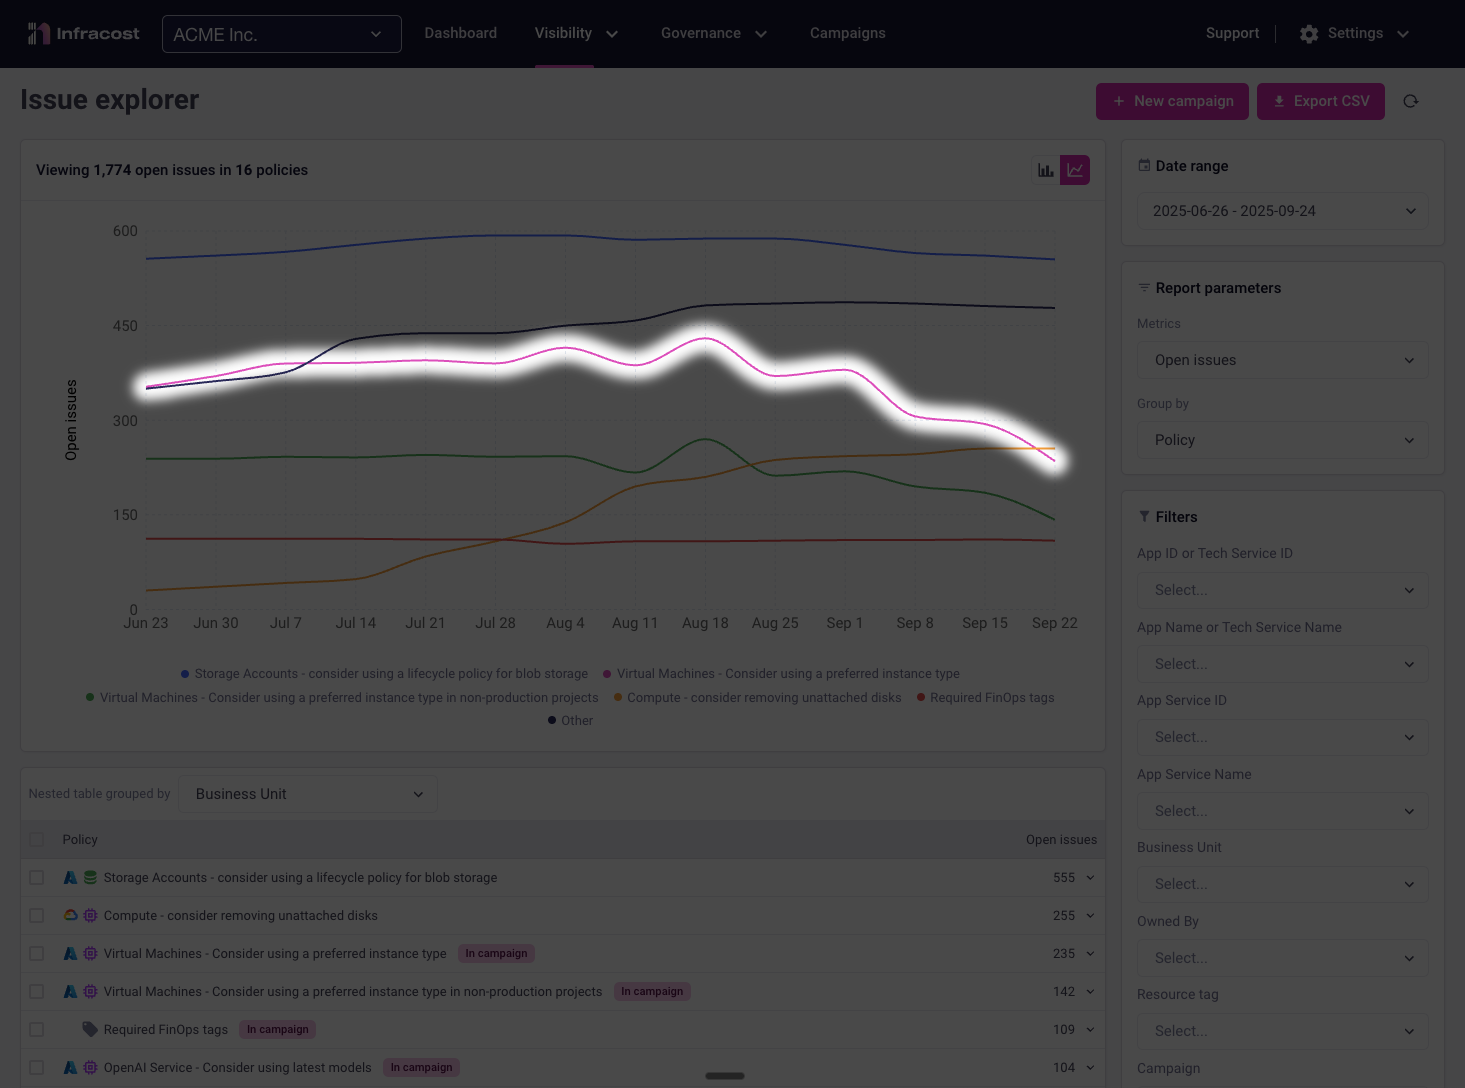 Infracost
ACME Inc.
Dashboard
Visibility
Governance
Campaigns
Support
Settings
Issue explorer
+ New campaign
Export CSV
Viewing 1,774 open issues in 16 policies
600
450
300
150
0
Open issues
Jun 23 Jun 30 Jul 7 Jul 14 Jul 21 Jul 28 Aug 4 Aug 11 Aug 18 Aug 25 Sep 1 Sep 8 Sep 15 Sep 22
Storage Accounts - consider using a lifecycle policy for blob storage Virtual Machines - Consider using a preferred instance type
Virtual Machines - Consider using a preferred instance type in non-production projects Compute - consider removing unattached disks Required FinOps tags
Other
Nested table grouped by Business Unit
Policy Open issues
Storage Accounts - consider using a lifecycle policy for blob storage 555
Compute - consider removing unattached disks 255
Virtual Machines - Consider using a preferred instance type In campaign 235
Virtual Machines - Consider using a preferred instance type in non-production projects In campaign 142
Required FinOps tags In campaign 109
OpenAI Service - Consider using latest models In campaign 104
Date range
2025-06-26 - 2025-09-24
Report parameters
Metrics
Open issues
Group by
Policy
Filters
App ID or Tech Service ID
Select...
App Name or Tech Service Name
Select...
App Service ID
Select...
App Service Name
Select...
Business Unit
Select...
Owned By
Select...
Resource tag
Select...
Campaign